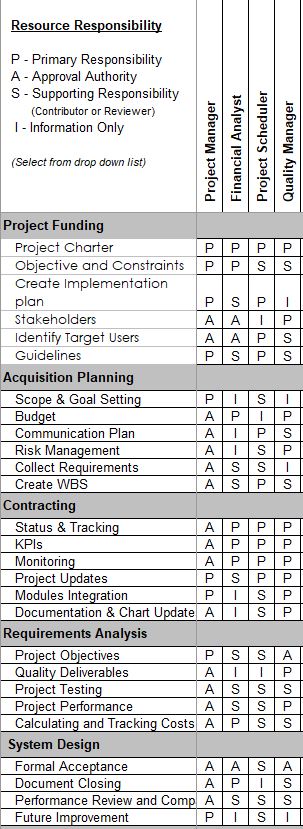 Resource Responsibility
P - Primary Responsibility
A - Approval Authority
S - Supporting Responsibility
(Contributor or Reviewer)
I - Information Only
(Select from drop down list)
Project Manager
Financial Analyst
Project Scheduler
Quality Manager
Project Funding
Project Charter P P P P
Objective and Constraints P P S S
Create Implementation
plan P S P I
Stakeholders A A I P
Identify Target Users A A P S
Guidelines P S P S
Acquisition Planning
Scope & Goal Setting P I S I
Budget A P I P
Communication Plan A I P S
Risk Management A I S P
Collect Requirements A S S I
Create WBS A S P S
Contracting
Status & Tracking A P P P
KPIs A P P P
Monitoring A P P P
Project Updates P S P P
Modules Integration P I S P
Documentation & Chart Update A I S P
Requirements Analysis
Project Objectives P S S A
Quality Deliverables A I I P
Project Testing A S S S
Project Performance A S S P
Calculating and Tracking Costs A P S S
System Design
Formal Acceptance A A S A
Document Closing A P I S
Performance Review and Comp A S S S
Future Improvement P I S I